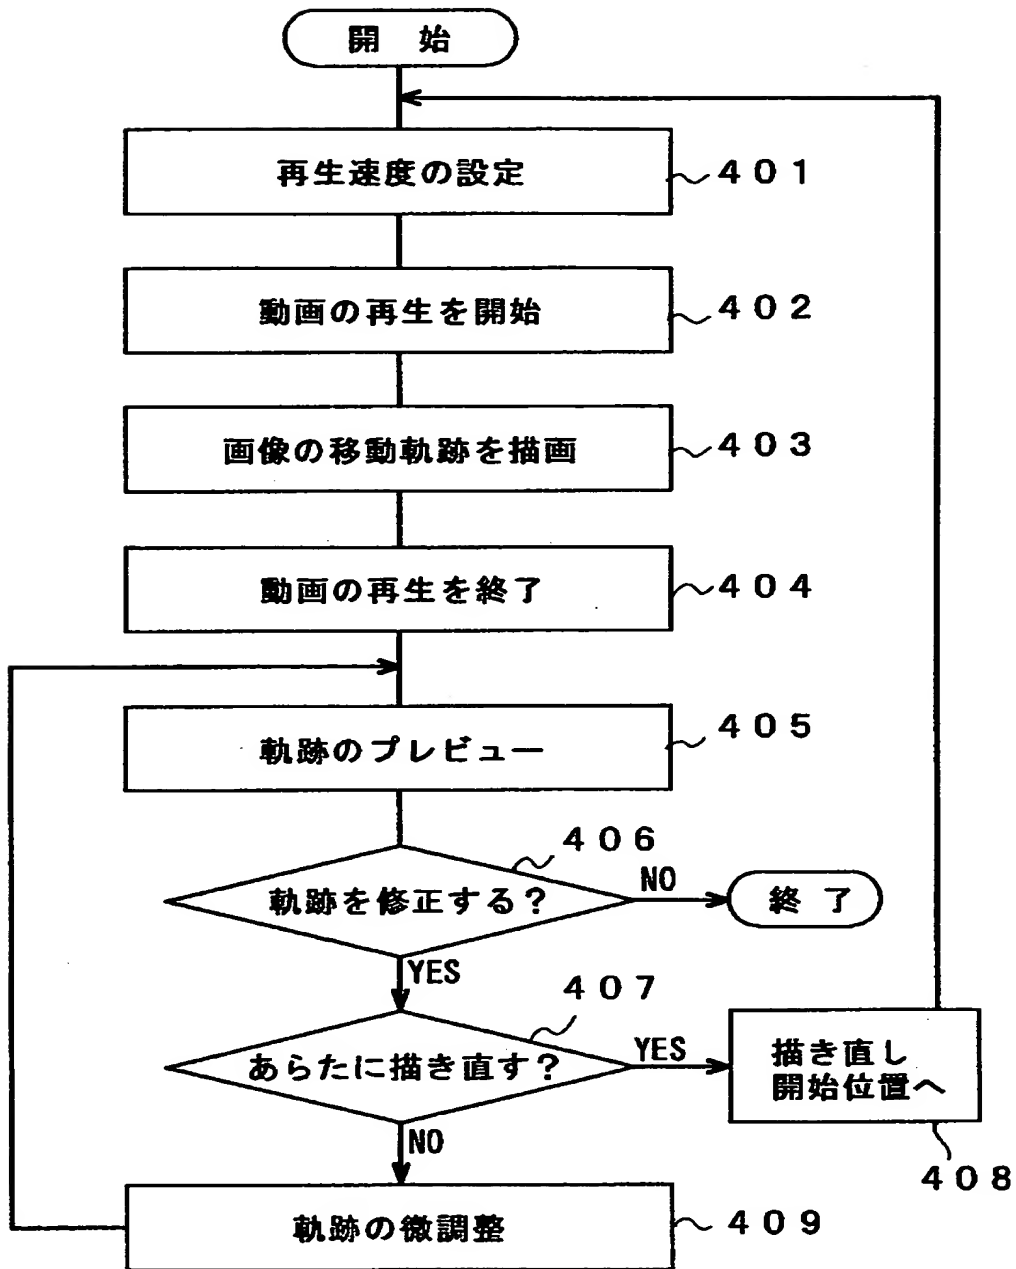 開 始
再生速度の設定
401
動画の再生を開始
402
画像の移動軌跡を描画
403
動画の再生を終了
404
軌跡のプレビュー
405
406
軌跡を修正する?
NO
終 了
YES
407
あらたに描き直す?
YES
描き直し
開始位置へ
408
NO
軌跡の微調整
409